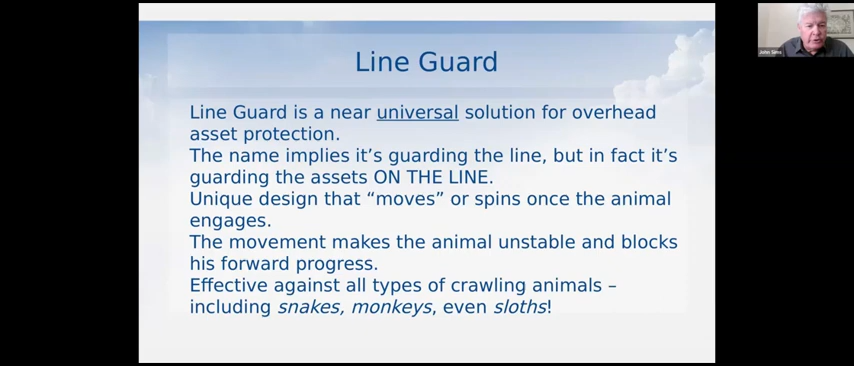 Line Guard
Line Guard is a near universal solution for overhead
asset protection.
The name implies it's guarding the line, but in fact it's
guarding the assets ON THE LINE.
Unique design that “moves” or spins once the animal
engages.
The movement makes the animal unstable and blocks
his forward progress.
Effective against all types of crawling animals –
including snakes, monkeys, even sloths!
John Sens